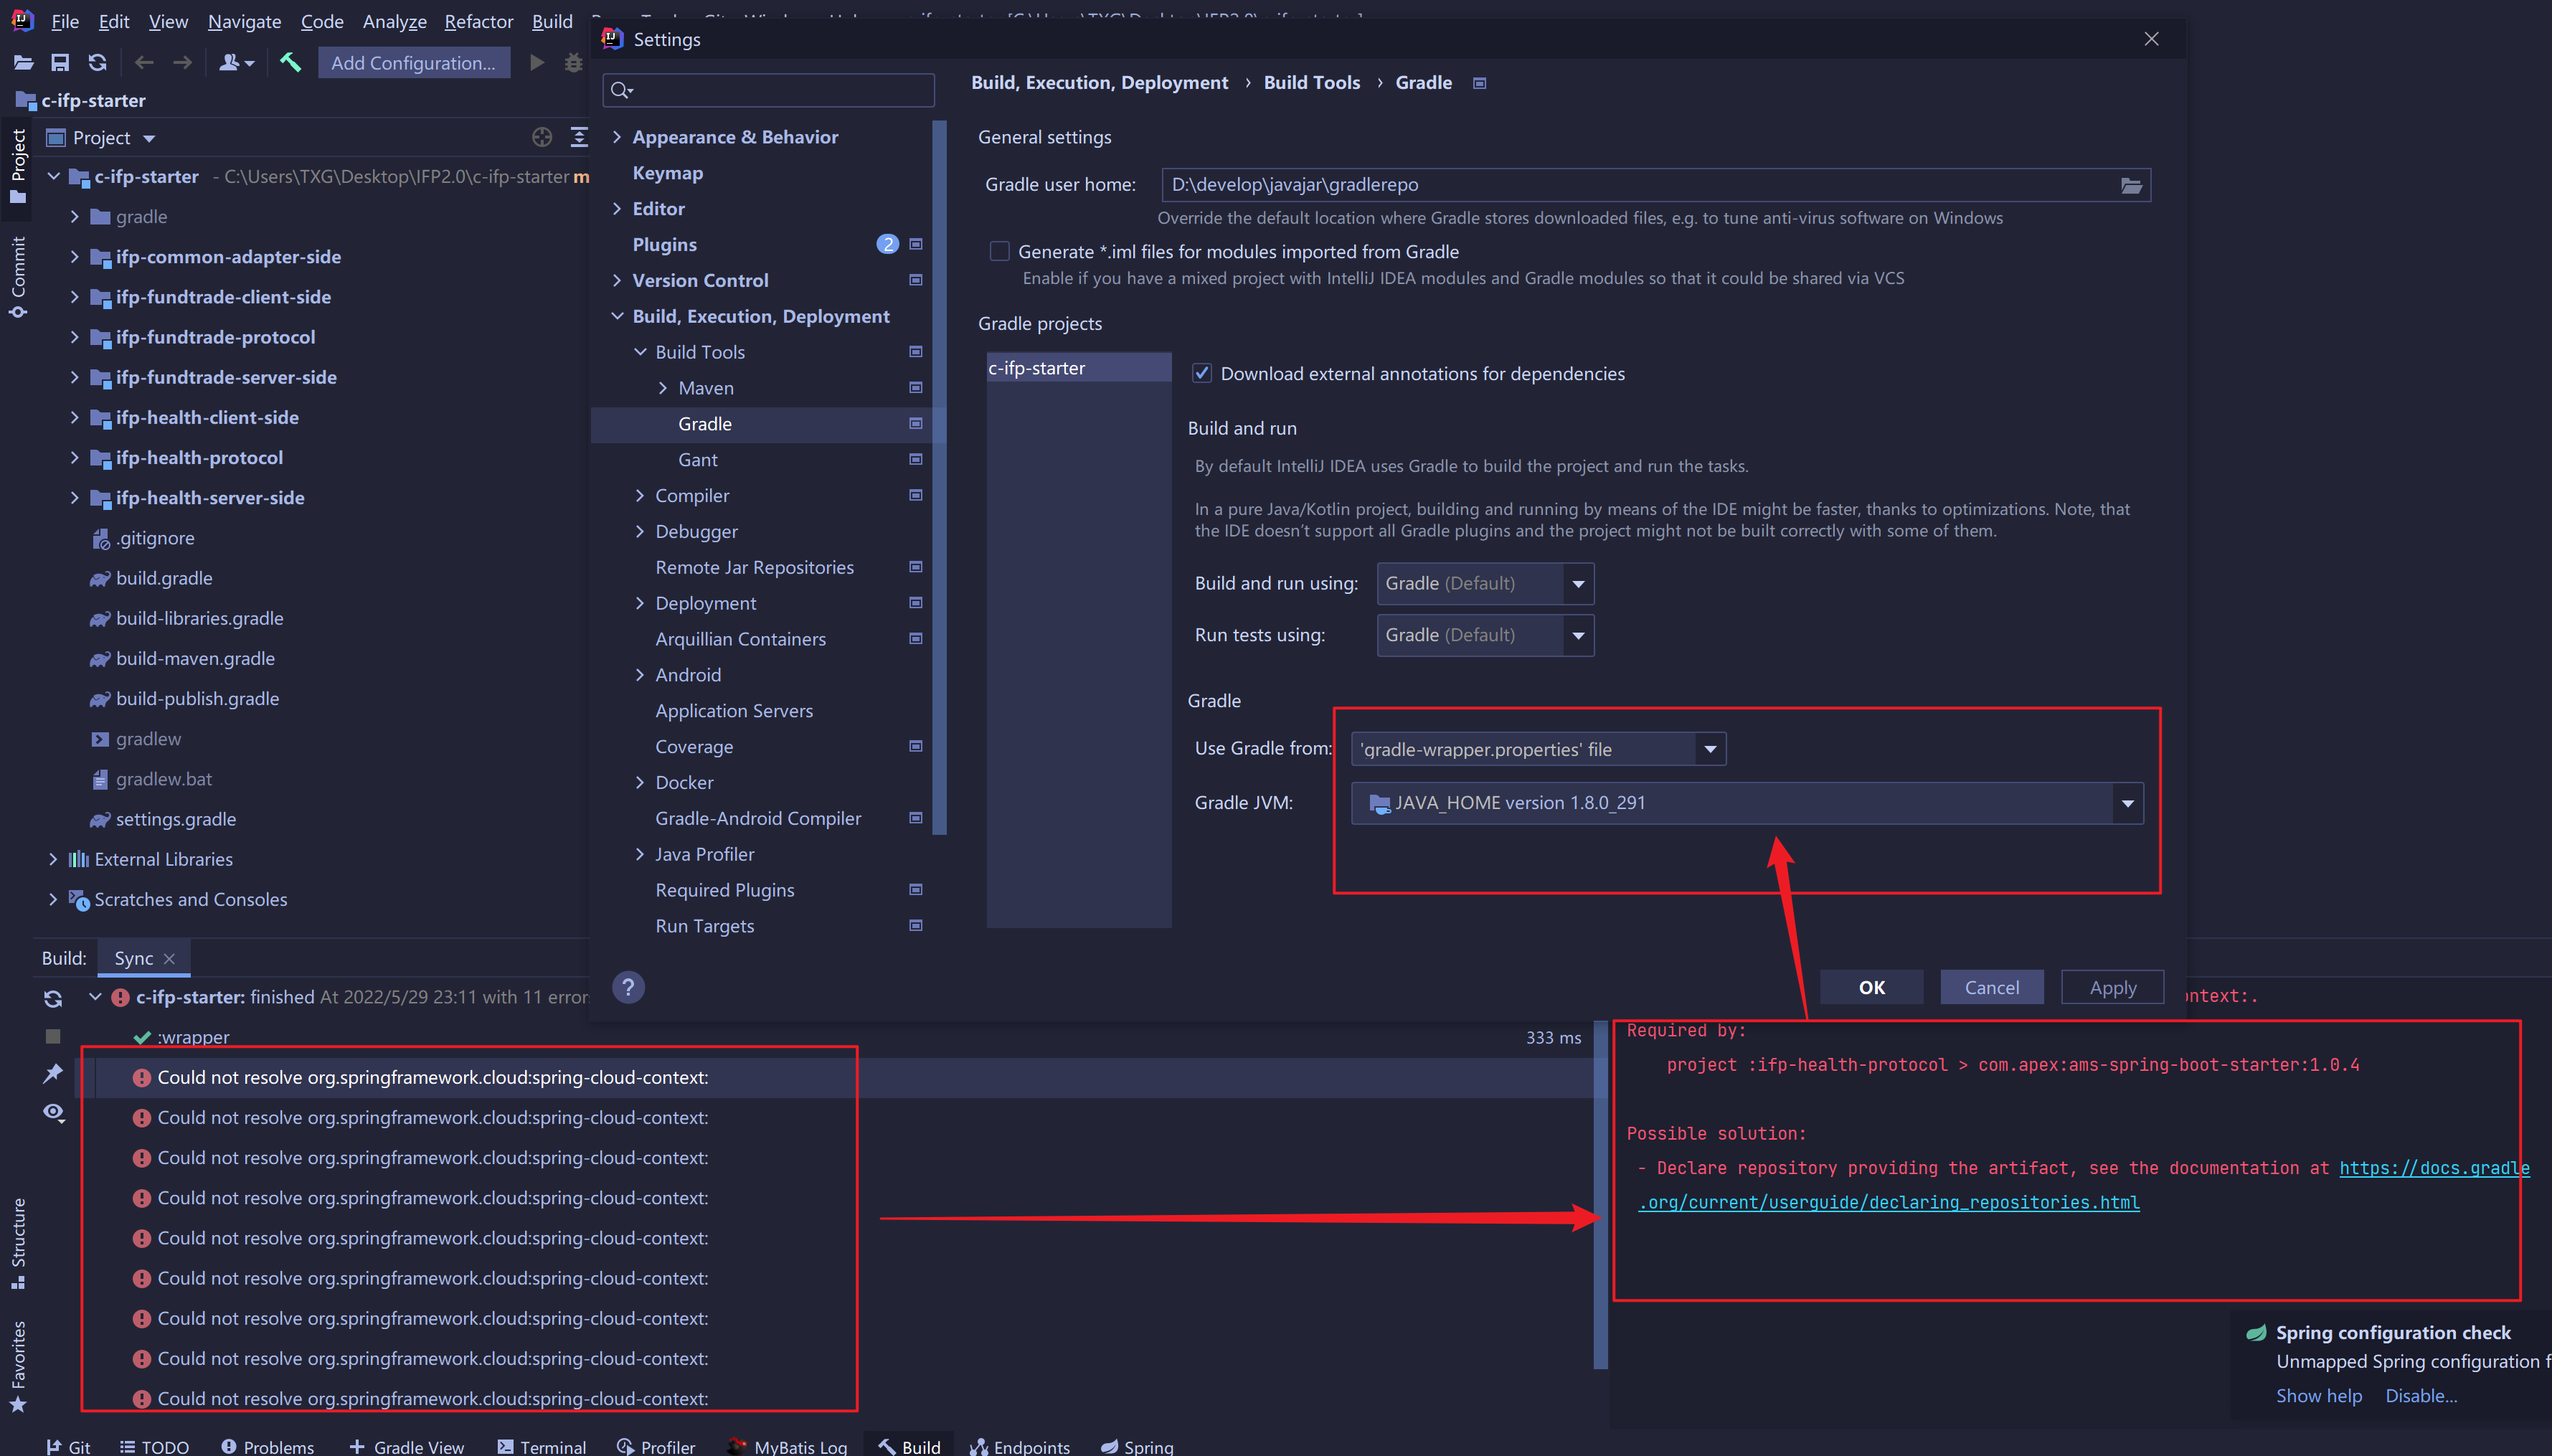 File Edit View Navigate Code Analyze Refactor Build
Add Configuration...
c-ifp-starter
Project
c-ifp-starter - C:\Users\TXG\Desktop\IFP2.0\c-ifp-starter m
gradle
ifp-common-adapter-side
ifp-fundtrade-client-side
ifp-fundtrade-protocol
ifp-fundtrade-server-side
ifp-health-client-side
ifp-health-protocol
ifp-health-server-side
.gitignore
build.gradle
build-libraries.gradle
build-maven.gradle
build-publish.gradle
gradlew
gradlew.bat
settings.gradle
External Libraries
Scratches and Consoles
Project
Commit
Structure
Favorites
Settings
Appearance & Behavior
Keymap
Editor
Plugins 2
Version Control
Build, Execution, Deployment
Build Tools
Maven
Gradle
Gant
Compiler
Debugger
Remote Jar Repositories
Deployment
Arquillian Containers
Android
Application Servers
Coverage
Docker
Gradle-Android Compiler
Java Profiler
Required Plugins
Run Targets
Build, Execution, Deployment › Build Tools › Gradle
General settings
Gradle user home: D:\develop\javajar\gradlerepo
Override the default location where Gradle stores downloaded files, e.g. to tune anti-virus software on Windows
Generate *.iml files for modules imported from Gradle
Enable if you have a mixed project with IntelliJ IDEA modules and Gradle modules so that it could be shared via VCS
Gradle projects
c-ifp-starter
Download external annotations for dependencies
Build and run
By default IntelliJ IDEA uses Gradle to build the project and run the tasks.
In a pure Java/Kotlin project, building and running by means of the IDE might be faster, thanks to optimizations. Note, that
the IDE doesn't support all Gradle plugins and the project might not be built correctly with some of them.
Build and run using: Gradle (Default)
Run tests using: Gradle (Default)
Gradle
Use Gradle from: 'gradle-wrapper.properties' file
Gradle JVM: JAVA_HOME version 1.8.0_291
? OK Cancel Apply
Build: Sync
c-ifp-starter: finished At 2022/5/29 23:11 with 11 error
:wrapper 333 ms
Could not resolve org.springframework.cloud:spring-cloud-context:
Could not resolve org.springframework.cloud:spring-cloud-context:
Could not resolve org.springframework.cloud:spring-cloud-context:
Could not resolve org.springframework.cloud:spring-cloud-context:
Could not resolve org.springframework.cloud:spring-cloud-context:
Could not resolve org.springframework.cloud:spring-cloud-context:
Could not resolve org.springframework.cloud:spring-cloud-context:
Could not resolve org.springframework.cloud:spring-cloud-context:
Could not resolve org.springframework.cloud:spring-cloud-context:
ntext:.
Required by:
project :ifp-health-protocol > com.apex:ams-spring-boot-starter:1.0.4
Possible solution:
- Declare repository providing the artifact, see the documentation at https://docs.gradle
.org/current/userguide/declaring_repositories.html
Spring configuration check
Unmapped Spring configuration f
Show help Disable...
Git TODO Problems Gradle View Terminal Profiler MyBatis Log Build Endpoints Spring